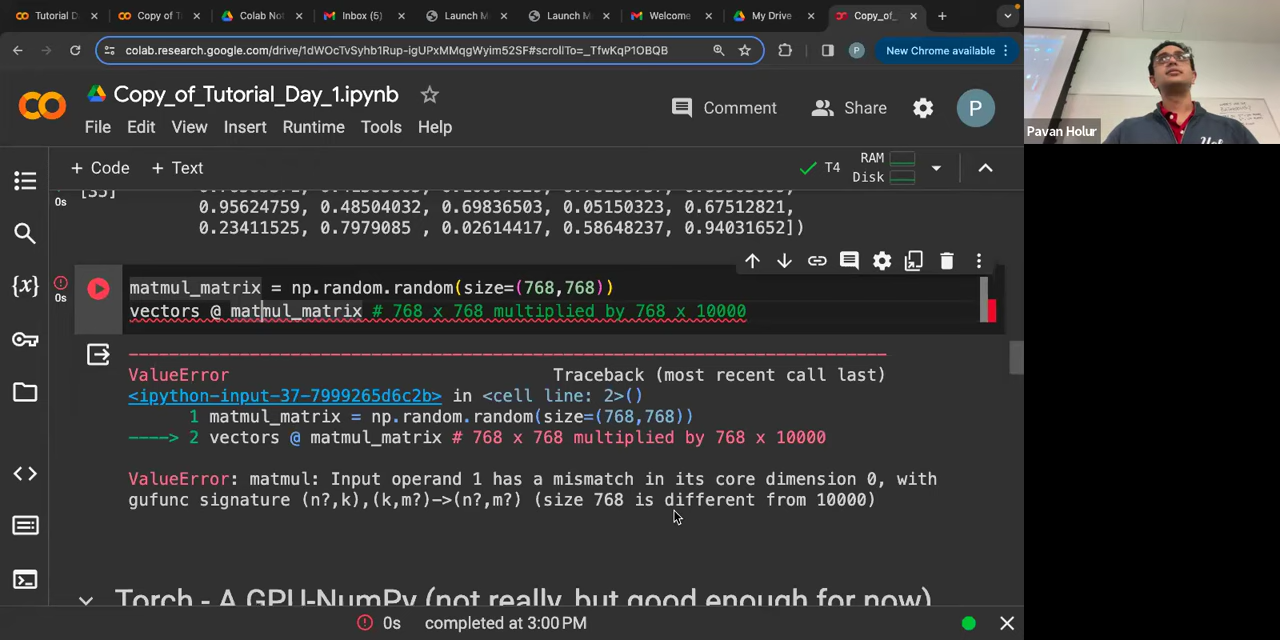 Tutorial D
Copy of T
Colab Not
Inbox (5)
Launch M
Launch M
Welcome
My Drive
Copy_of_
colab.research.google.com/drive/1dWOcTvSyhb1Rup-igUPxMMqgWyim52SF#scrollTo=_TfwKqP1OBQB
P
New Chrome available
Copy_of_Tutorial_Day_1.ipynb
Comment
Share
P
File Edit View Insert Runtime Tools Help
Pavan Holur
+ Code + Text
T4
RAM
Disk
[35]
0s
0.95624759, 0.48504032, 0.69836503, 0.05150323, 0.67512821,
0.23411525, 0.7979085 , 0.02614417, 0.58648237, 0.94031652])
0s
matmul_matrix = np.random.random(size=(768,768))
vectors @ matmul_matrix # 768 x 768 multiplied by 768 x 10000
---------------------------------------------------------------------------
ValueError Traceback (most recent call last)
<ipython-input-37-7999265d6c2b> in <cell line: 2>()
1 matmul_matrix = np.random.random(size=(768,768))
----> 2 vectors @ matmul_matrix # 768 x 768 multiplied by 768 x 10000
ValueError: matmul: Input operand 1 has a mismatch in its core dimension 0, with
gufunc signature (n?,k),(k,m?)->(n?,m?) (size 768 is different from 10000)
Torch - A GPU-NumPy (not really, but good enough for now)
0s completed at 3:00 PM